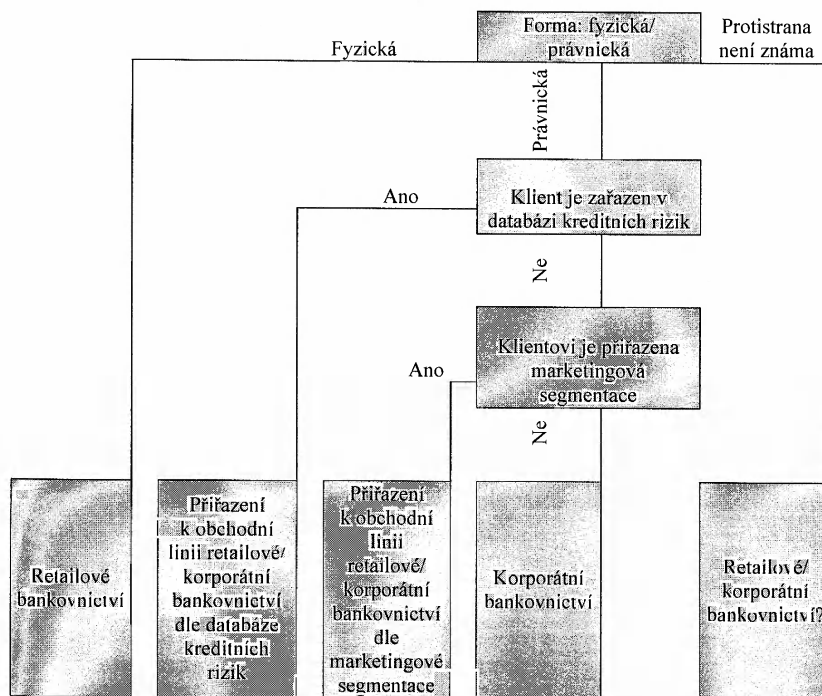 Forma: fyzická/
právnická
Protistrana
není známa
Fyzická
Právnická
Klient je zařazen v
databázi kreditních rizik
Ano
Ne
Klientovi je přiřazena
marketingová
segmentace
Ano
Ne
Retailové
bankovnictví
Přiřazení
k obchodní
linii retailové/
korporátní
bankovnictví
dle databáze
kreditních
rizik
Přiřazení
k obchodní
linii
retailové/
korporátní
bankovnictví
dle
marketingové
segmentace
Korporátní
bankovnictví
Retailové/
korporátní
bankovnictví?